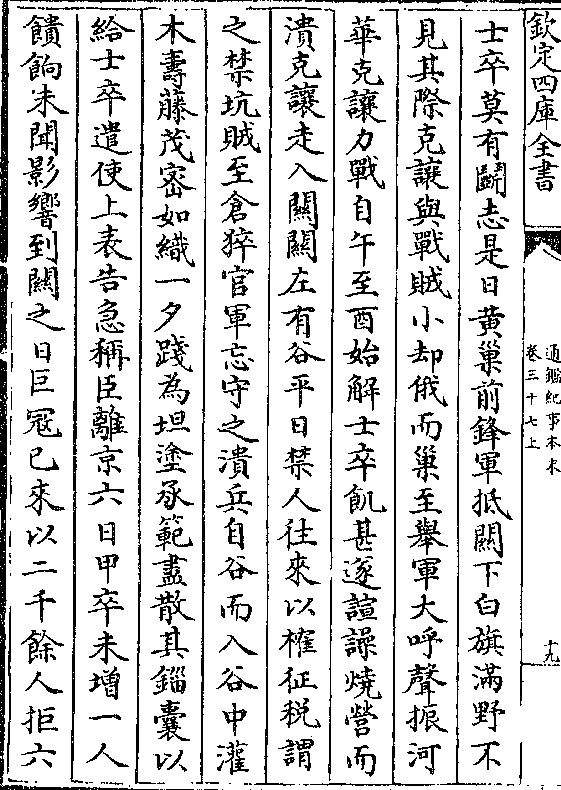 欽定四庫全書
通鑑紀事本末
卷三十七上
十九
士卒莫有鬭志是日黄巢前鋒軍抵關下白旗滿野不
見其際克讓與戰賊小却俄而巢至舉軍大呼聲振河
華克讓力戰自午至酉始解士卒飢甚遂諠譟燒營而
潰克讓走入關關左有谷平日禁人往來以榷征税謂
之禁坑賊至倉猝官軍忘守之潰兵自谷而入谷中灌
木壽藤茂宻如織一夕踐為坦塗承範盡散其錙囊以
給士卒遣使上表告急稱臣離京六日甲卒未增一人
饋餉未聞影響到關之日巨寇已來以二千餘人拒六